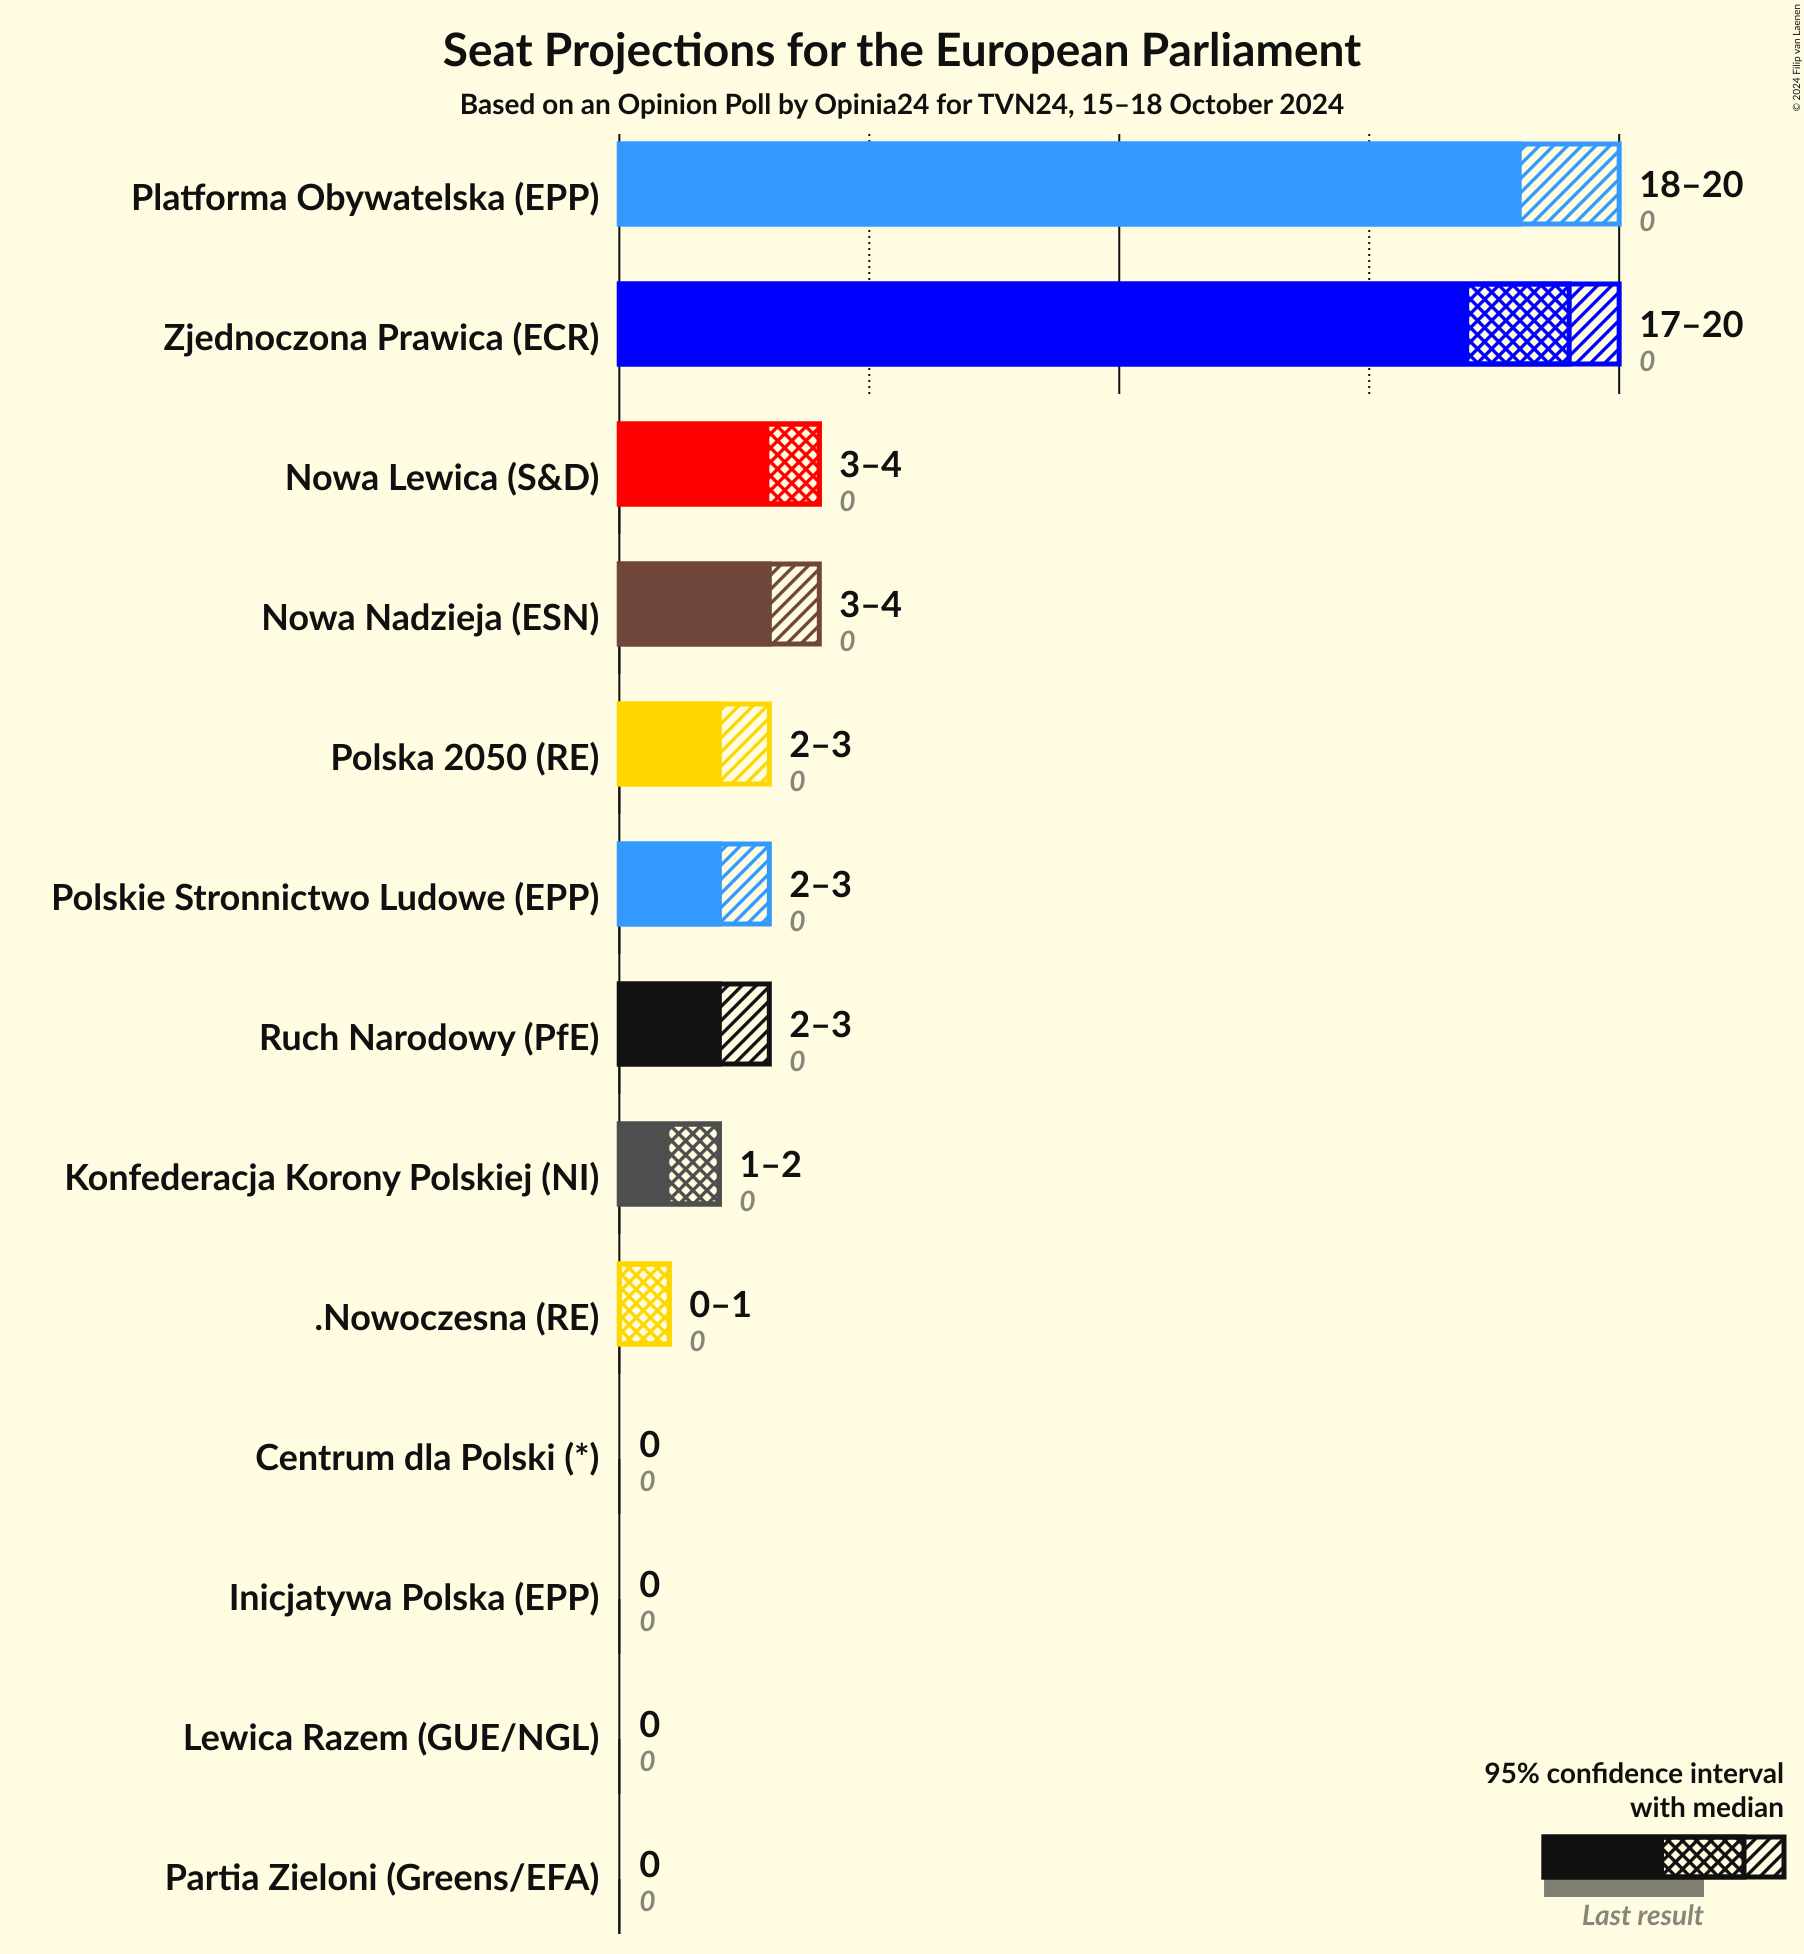 Seat Projections for the European Parliament
Based on an Opinion Poll by Opinia24 for TVN24, 15–18 October 2024
© 2024 Filip van Laenen
Platforma Obywatelska (EPP)
18–20
0
Zjednoczona Prawica (ECR)
17–20
0
Nowa Lewica (S&D)
3–4
0
Nowa Nadzieja (ESN)
3–4
0
Polska 2050 (RE)
2–3
0
Polskie Stronnictwo Ludowe (EPP)
2–3
0
Ruch Narodowy (PfE)
2–3
0
Konfederacja Korony Polskiej (NI)
1–2
0
.Nowoczesna (RE)
0–1
0
Centrum dla Polski (*)
0
0
Inicjatywa Polska (EPP)
0
0
Lewica Razem (GUE/NGL)
0
0
Partia Zieloni (Greens/EFA)
0
0
95% confidence interval
with median
Last result